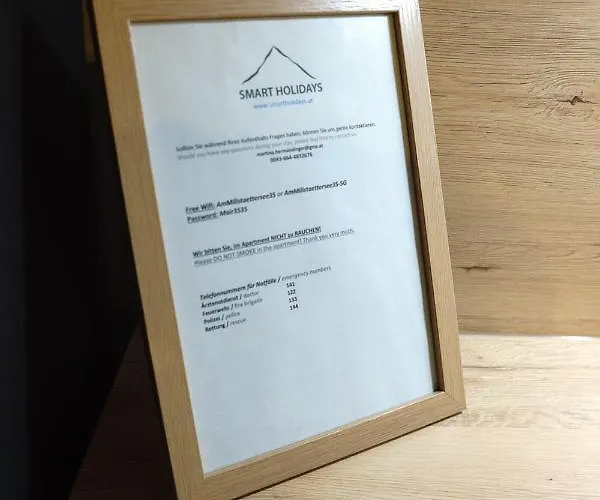 SMART HOLIDAYS
www.smartholidays.at
Sollten Sie während Ihres Aufenthalts Fragen haben, können Sie uns gerne kontaktieren.
Should you have any questions during your stay, please feel free to contact us.
0043-664-4852676
Free Wifi: AmMillstaettersee35 or AmMillstaettersee35-5G
Password: Mair3535
Wir bitten Sie, im Apartment NICHT zu RAUCHEN!
Please DO NOT SMOKE in the apartment! Thank you very much.
Telefonnummern für Notfälle / emergency numbers
Ärztenotdienst / doctor 141
Feuerwehr / fire brigade 122
Polizei / police 133
Rettung / rescue 144